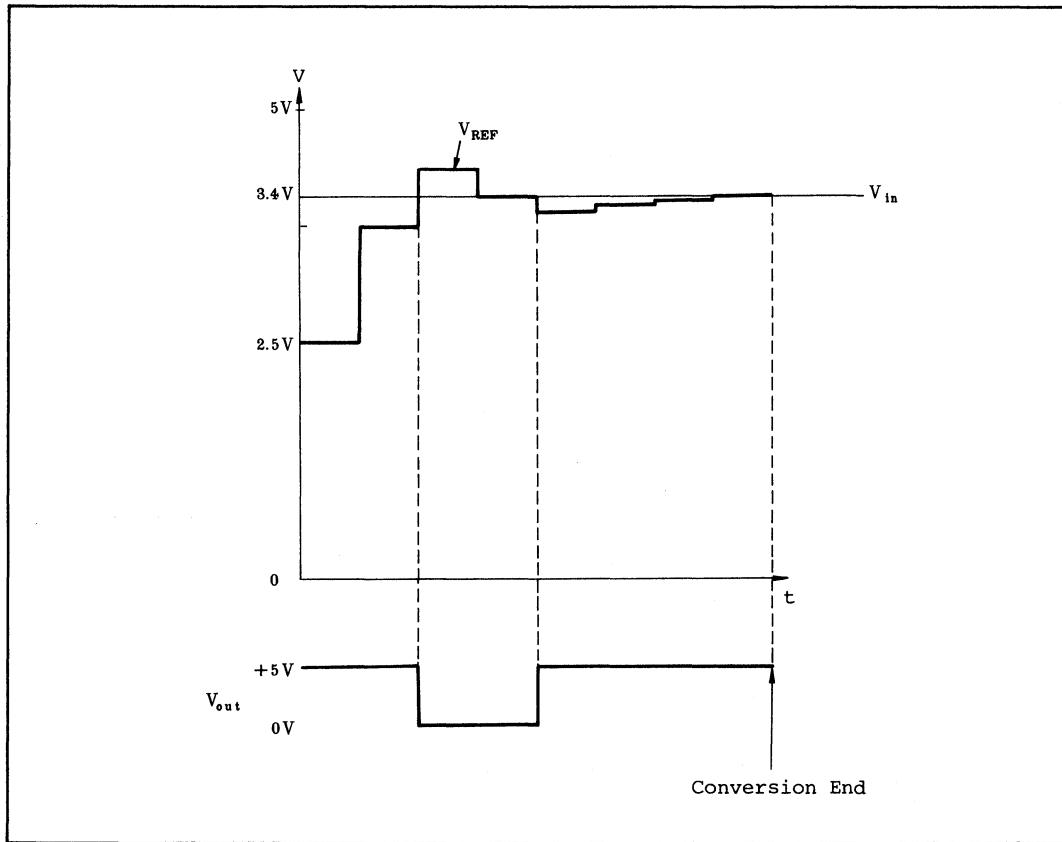 V
5V
V_REF
3.4V
V_in
2.5V
0
t
+5V
V_out
0V
Conversion End